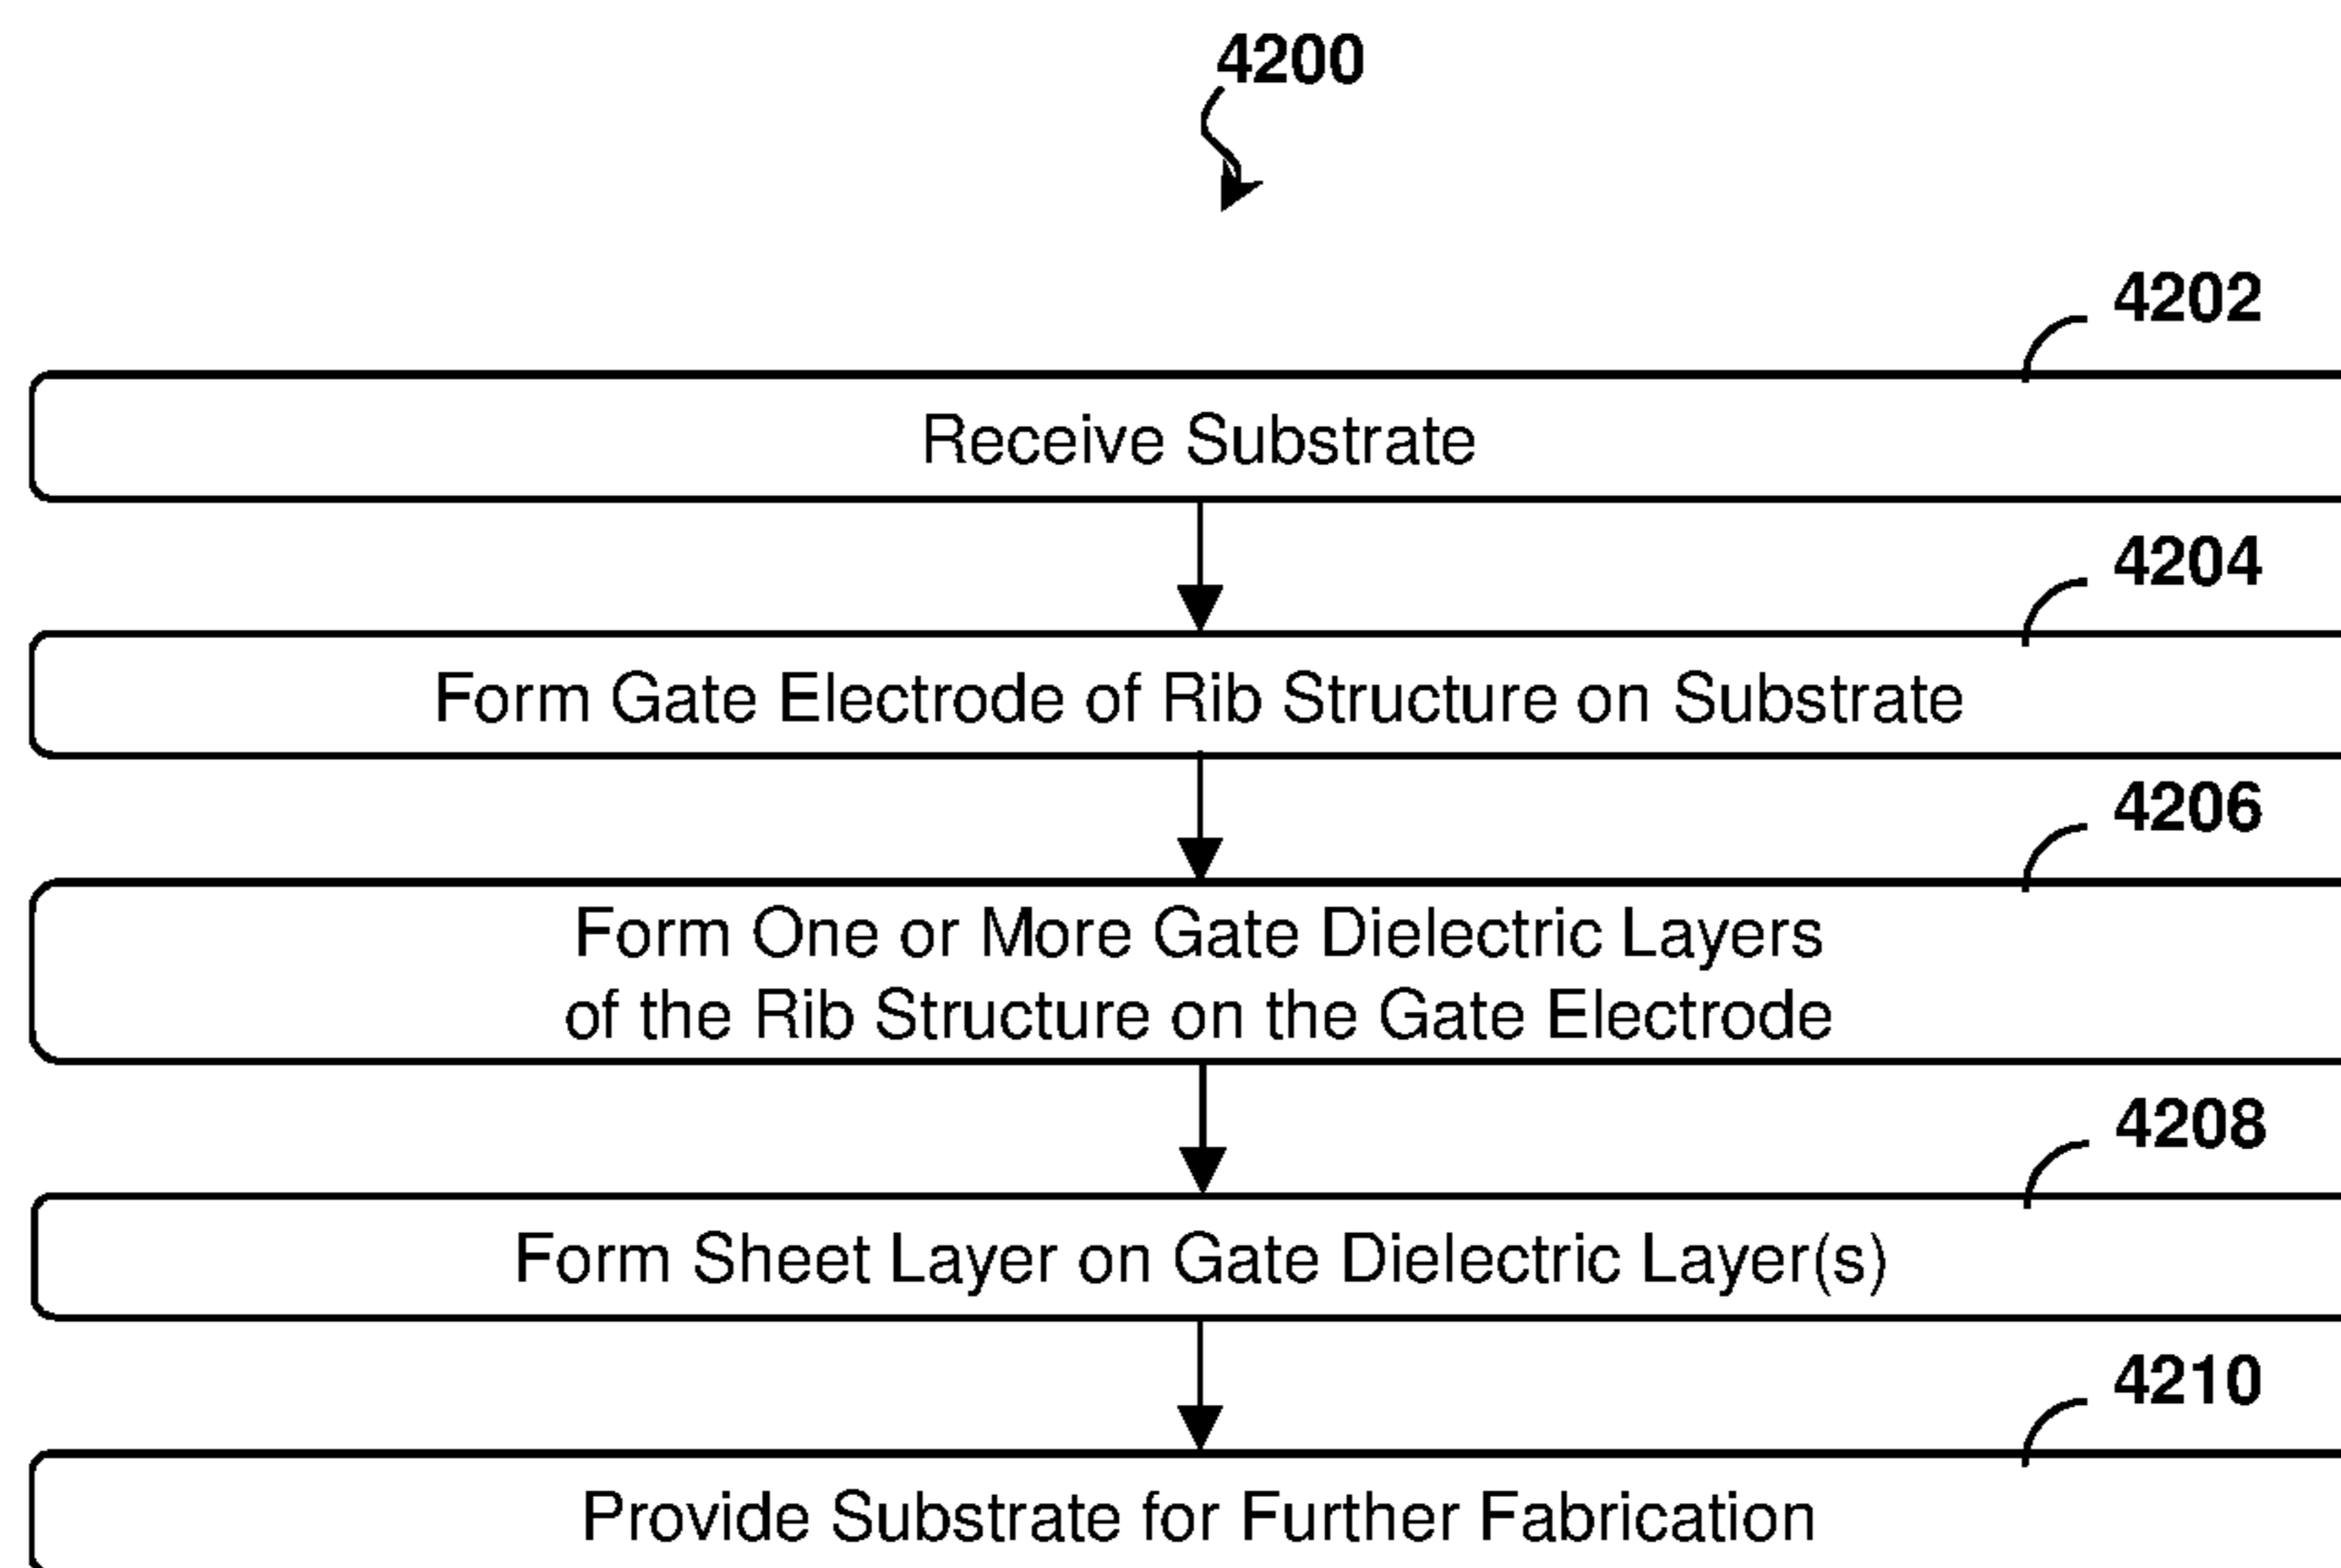 4200
4202
Receive Substrate
4204
Form Gate Electrode of Rib Structure on Substrate
4206
Form One or More Gate Dielectric Layers
of the Rib Structure on the Gate Electrode
4208
Form Sheet Layer on Gate Dielectric Layer(s)
4210
Provide Substrate for Further Fabrication